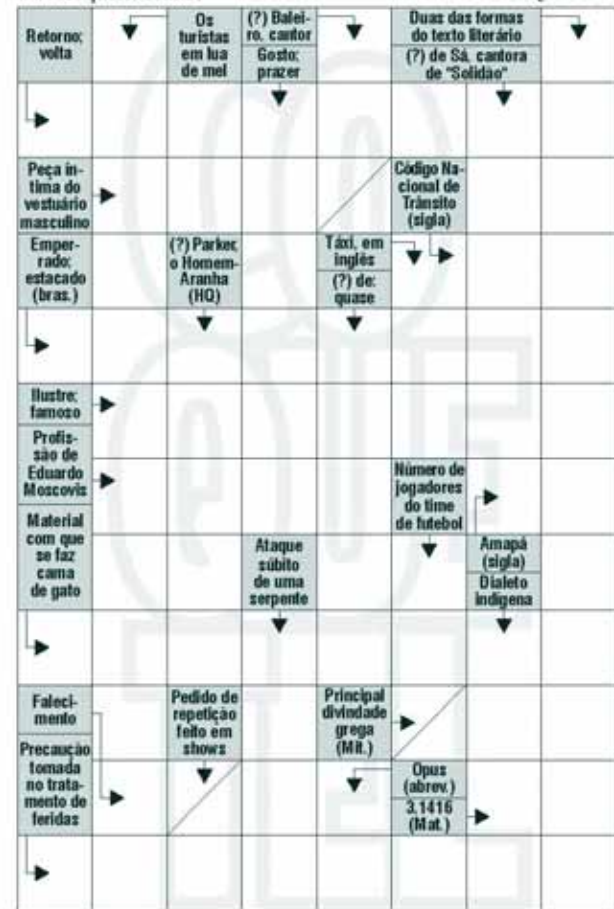 Retorno;
volta
Os
turistas
em lua
de mel
(?) Balei-
ro, cantor
Gosto;
prazer
Duas das formas
do texto literário
(?) de Sá, cantora
de "Solidão"
Peça ín-
tima do
vestuário
masculino
Código Na-
cional de
Trânsito
(sigla)
Emper-
rado;
estacado
(bras.)
(?) Parker,
o Homem-
Aranha
(HQ)
Táxi, em
inglês
(?) de:
quase
Ilustre;
famoso
Profis-
são de
Eduardo
Moscovis
Número de
jogadores
do time
de futebol
Material
com que
se faz
cama
de gato
Ataque
súbito
de uma
serpente
Amapá
(sigla)
Dialeto
indígena
Faleci-
mento
Pedido de
repetição
feito em
shows
Principal
divindade
grega
(Mit.)
Precaução
tomada
no trata-
mento de
feridas
Opus
(abrev.)
3,1416
(Mat.)